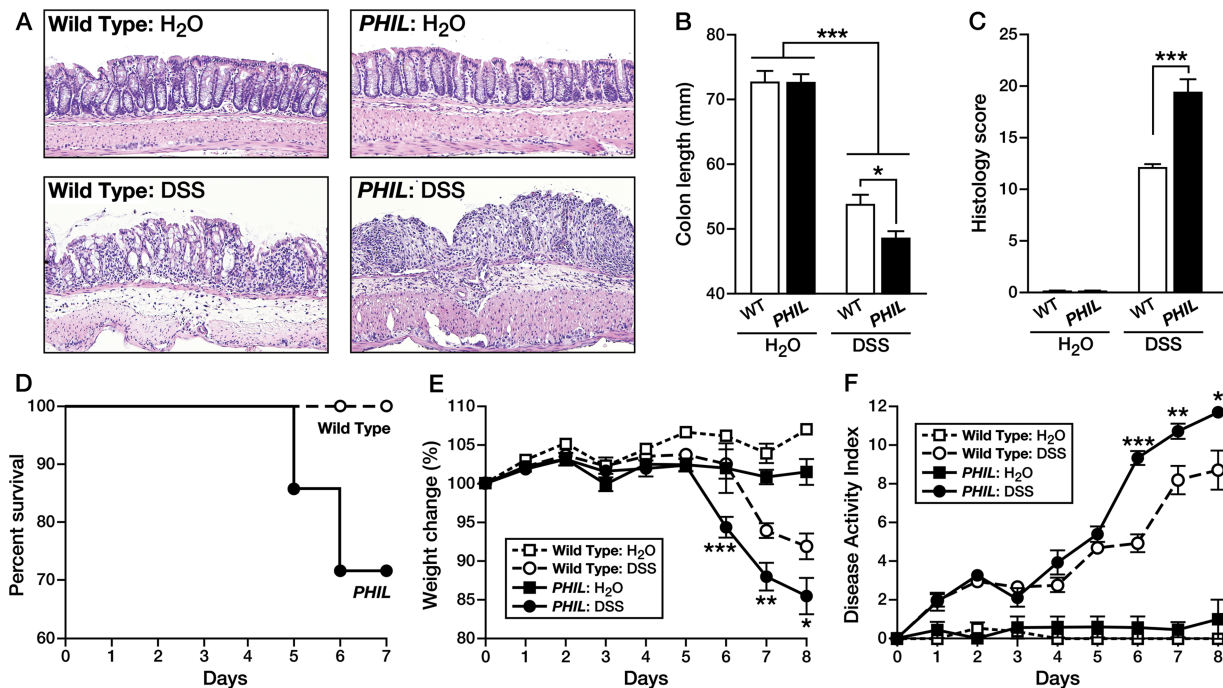 A
Wild Type: H₂O
PHIL: H₂O
Wild Type: DSS
PHIL: DSS
B
Colon length (mm)
80
70
60
50
40
***
*
WT
PHIL
WT
PHIL
H₂O
DSS
C
Histology score
25
20
15
10
5
0
***
WT
PHIL
WT
PHIL
H₂O
DSS
D
Percent survival
100
90
80
70
60
Wild Type
PHIL
0 1 2 3 4 5 6 7
Days
E
Weight change (%)
110
105
100
95
90
85
80
***
**
*
Wild Type: H₂O
Wild Type: DSS
PHIL: H₂O
PHIL: DSS
0 1 2 3 4 5 6 7 8
Days
F
Disease Activity Index
12
10
8
6
4
2
0
***
**
*
Wild Type: H₂O
Wild Type: DSS
PHIL: H₂O
PHIL: DSS
0 1 2 3 4 5 6 7 8
Days